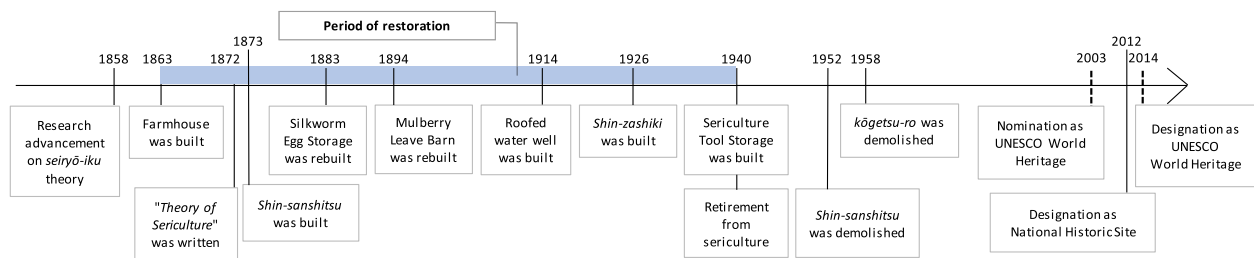 Period of restoration
1858
1863
1872
1873
1883
1894
1914
1926
1940
1952
1958
2003
2012
2014
Research
advancement
on seiryō-iku
theory
Farmhouse
was built
"Theory of
Sericulture"
was written
Shin-sanshitsu
was built
Silkworm
Egg Storage
was rebuilt
Mulberry
Leave Barn
was rebuilt
Roofed
water well
was built
Shin-zashiki
was built
Sericulture
Tool Storage
was built
Retirement
from
sericulture
Shin-sanshitsu
was demolished
kōgetsu-ro was
demolished
Nomination as
UNESCO World
Heritage
Designation as
National Historic Site
Designation as
UNESCO
World Heritage